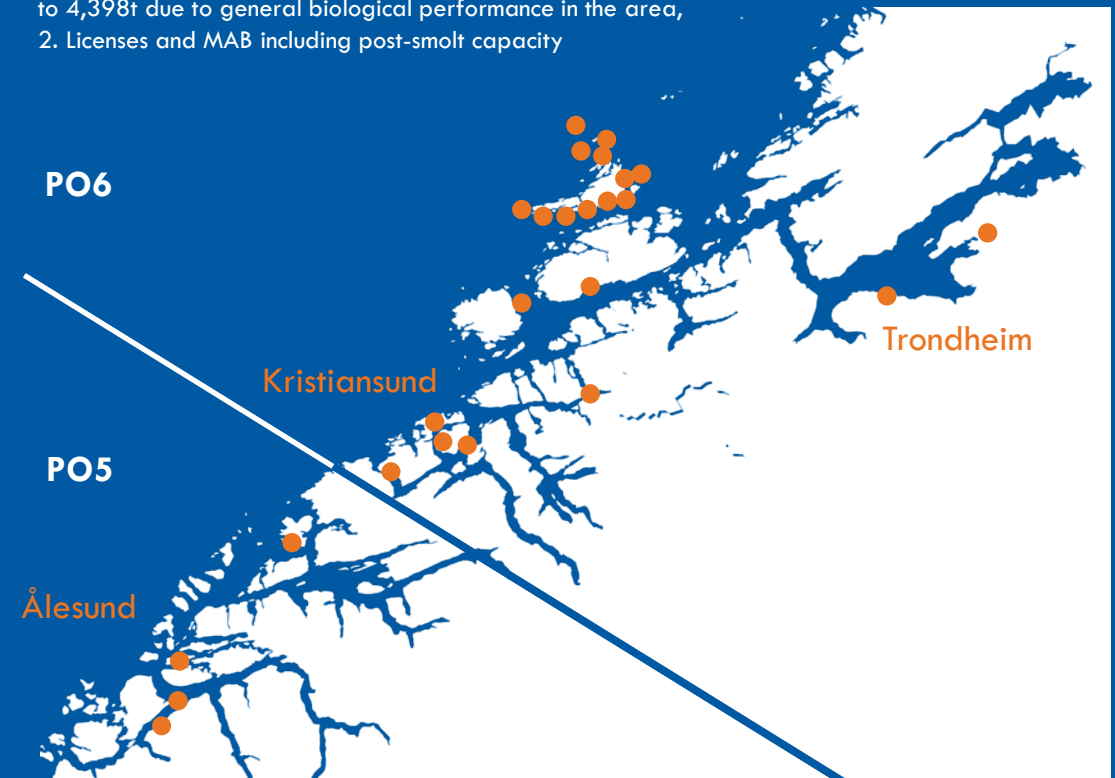 to 4,398t due to general biological performance in the area,
2. Licenses and MAB including post-smolt capacity
PO6
Trondheim
Kristiansund
PO5
Ålesund